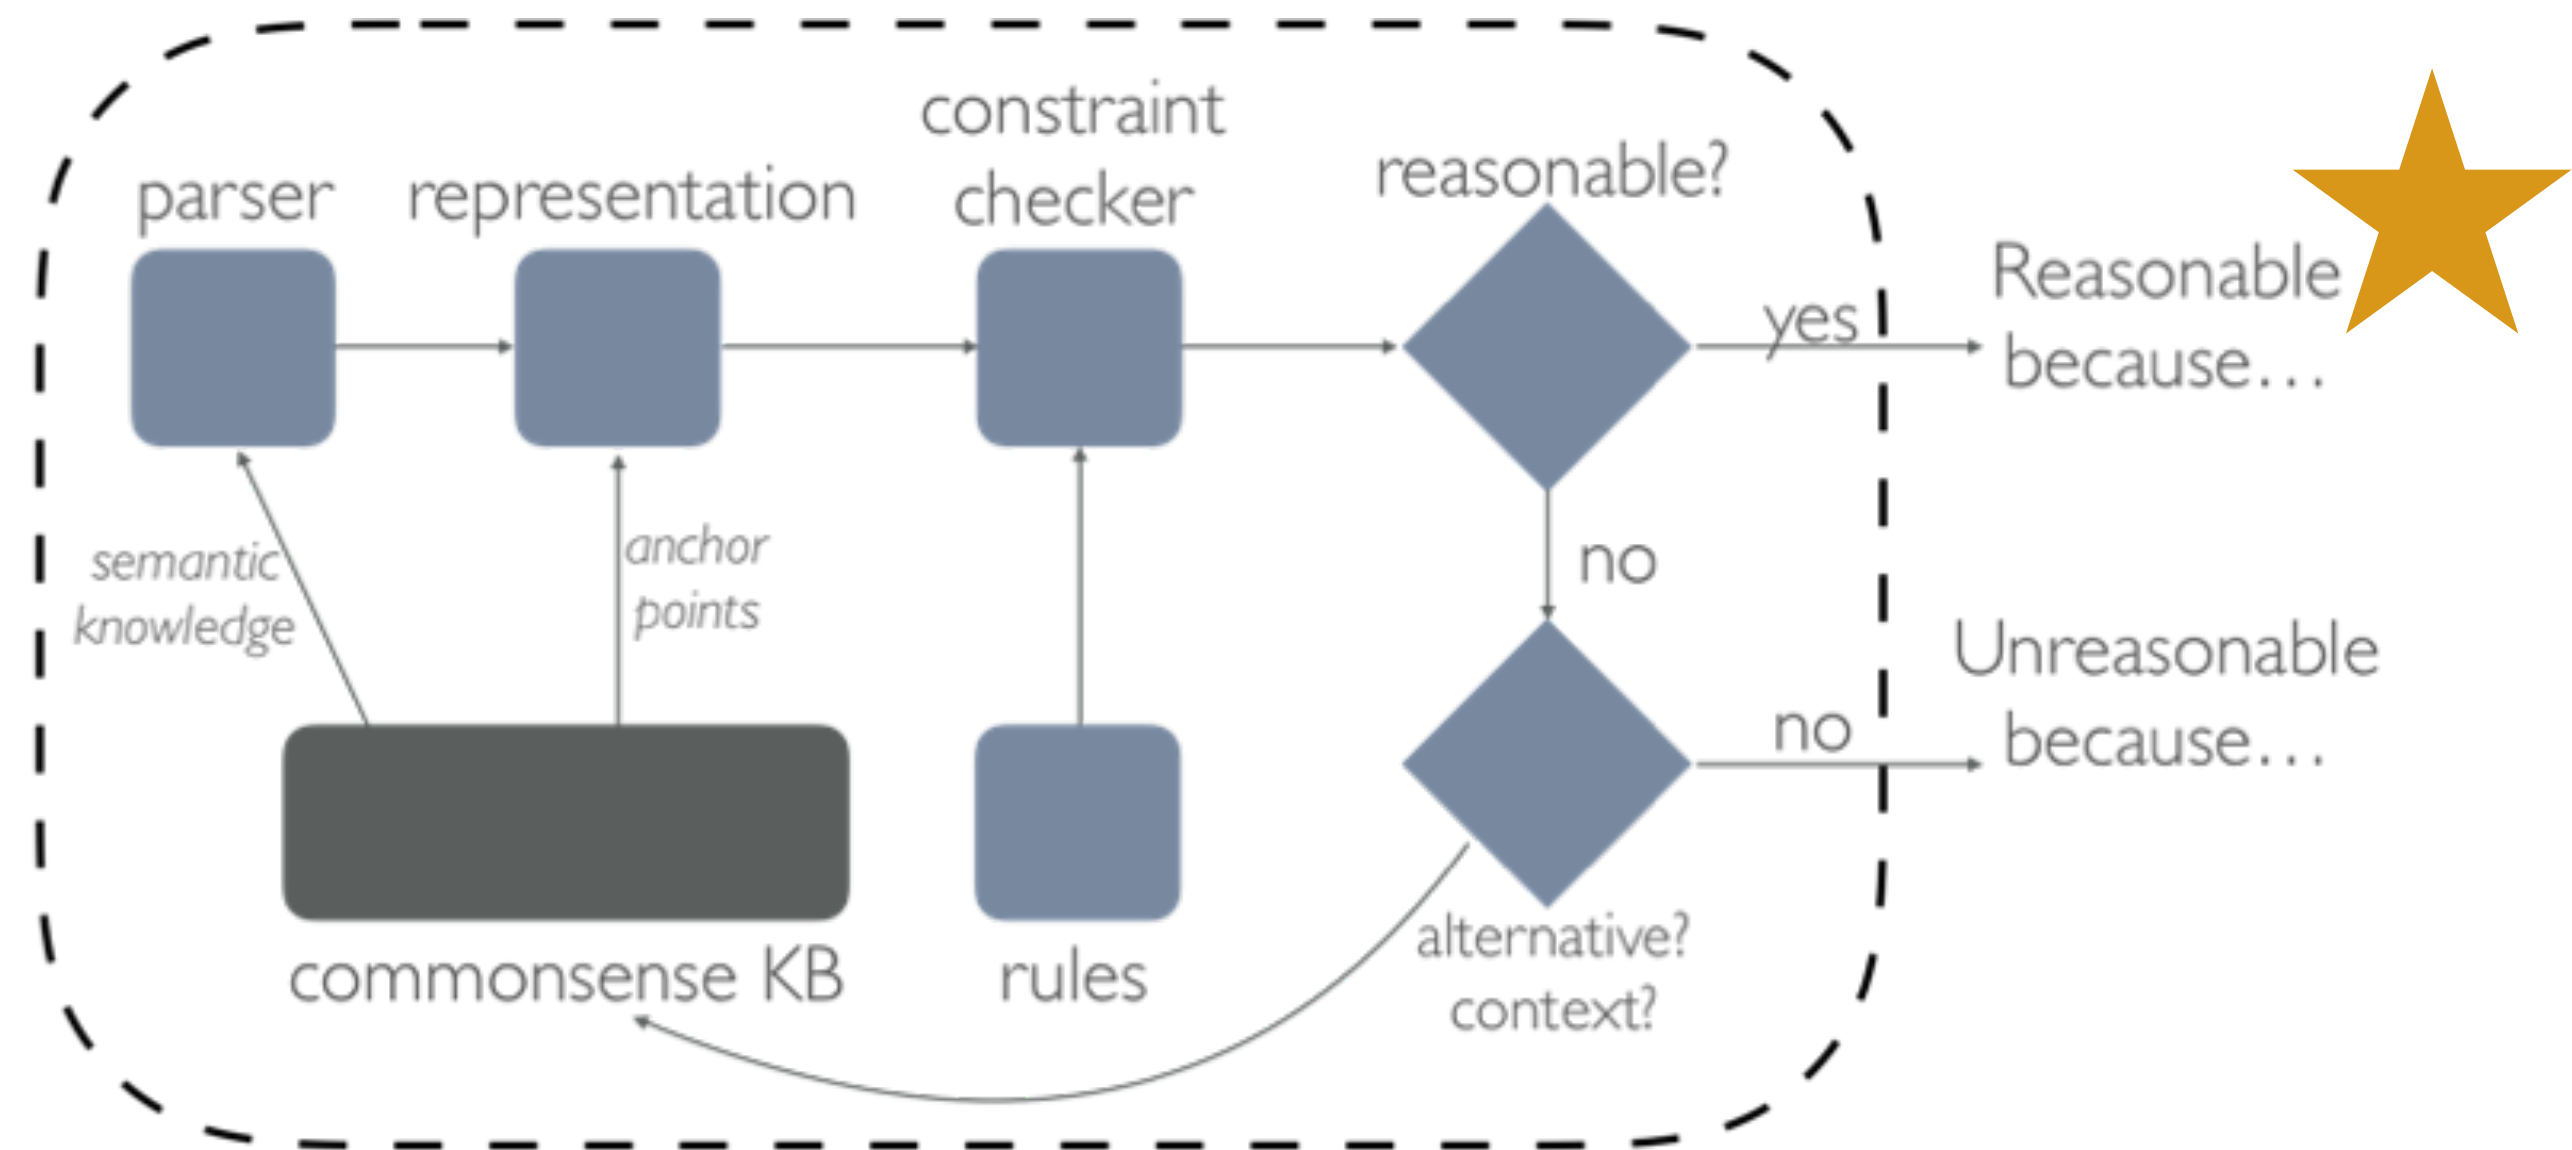 parser
representation
constraint
checker
reasonable?
yes
Reasonable
because...
semantic
knowledge
anchor
points
no
Unreasonable
because...
no
commonsense KB
rules
alternative?
context?